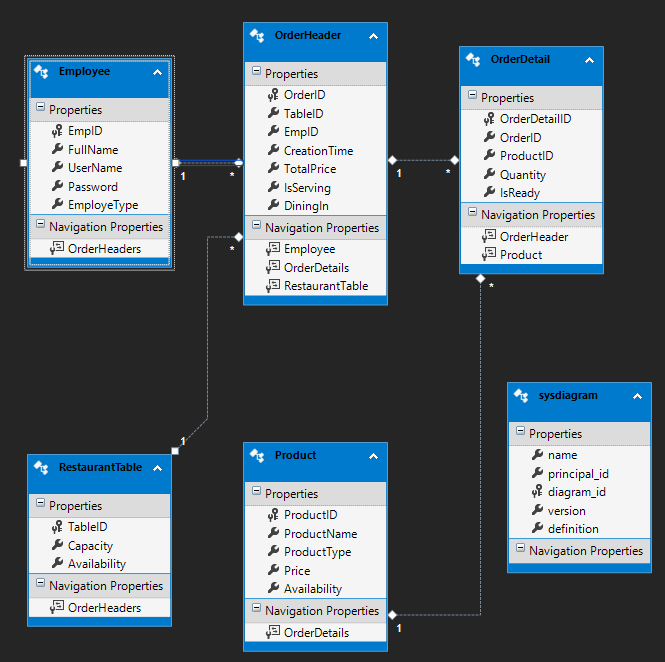 Employee
Properties
EmpID
FullName
UserName
Password
EmployeType
Navigation Properties
OrderHeaders
1
*
OrderHeader
Properties
OrderID
TableID
EmpID
CreationTime
TotalPrice
IsServing
DiningIn
Navigation Properties
Employee
OrderDetails
RestaurantTable
*
1
*
OrderDetail
Properties
OrderDetailID
OrderID
ProductID
Quantity
IsReady
Navigation Properties
OrderHeader
Product
*
1
RestaurantTable
Properties
TableID
Capacity
Availability
Navigation Properties
OrderHeaders
Product
Properties
ProductID
ProductName
ProductType
Price
Availability
Navigation Properties
OrderDetails
1
sysdiagram
Properties
name
principal_id
diagram_id
version
definition
Navigation Properties